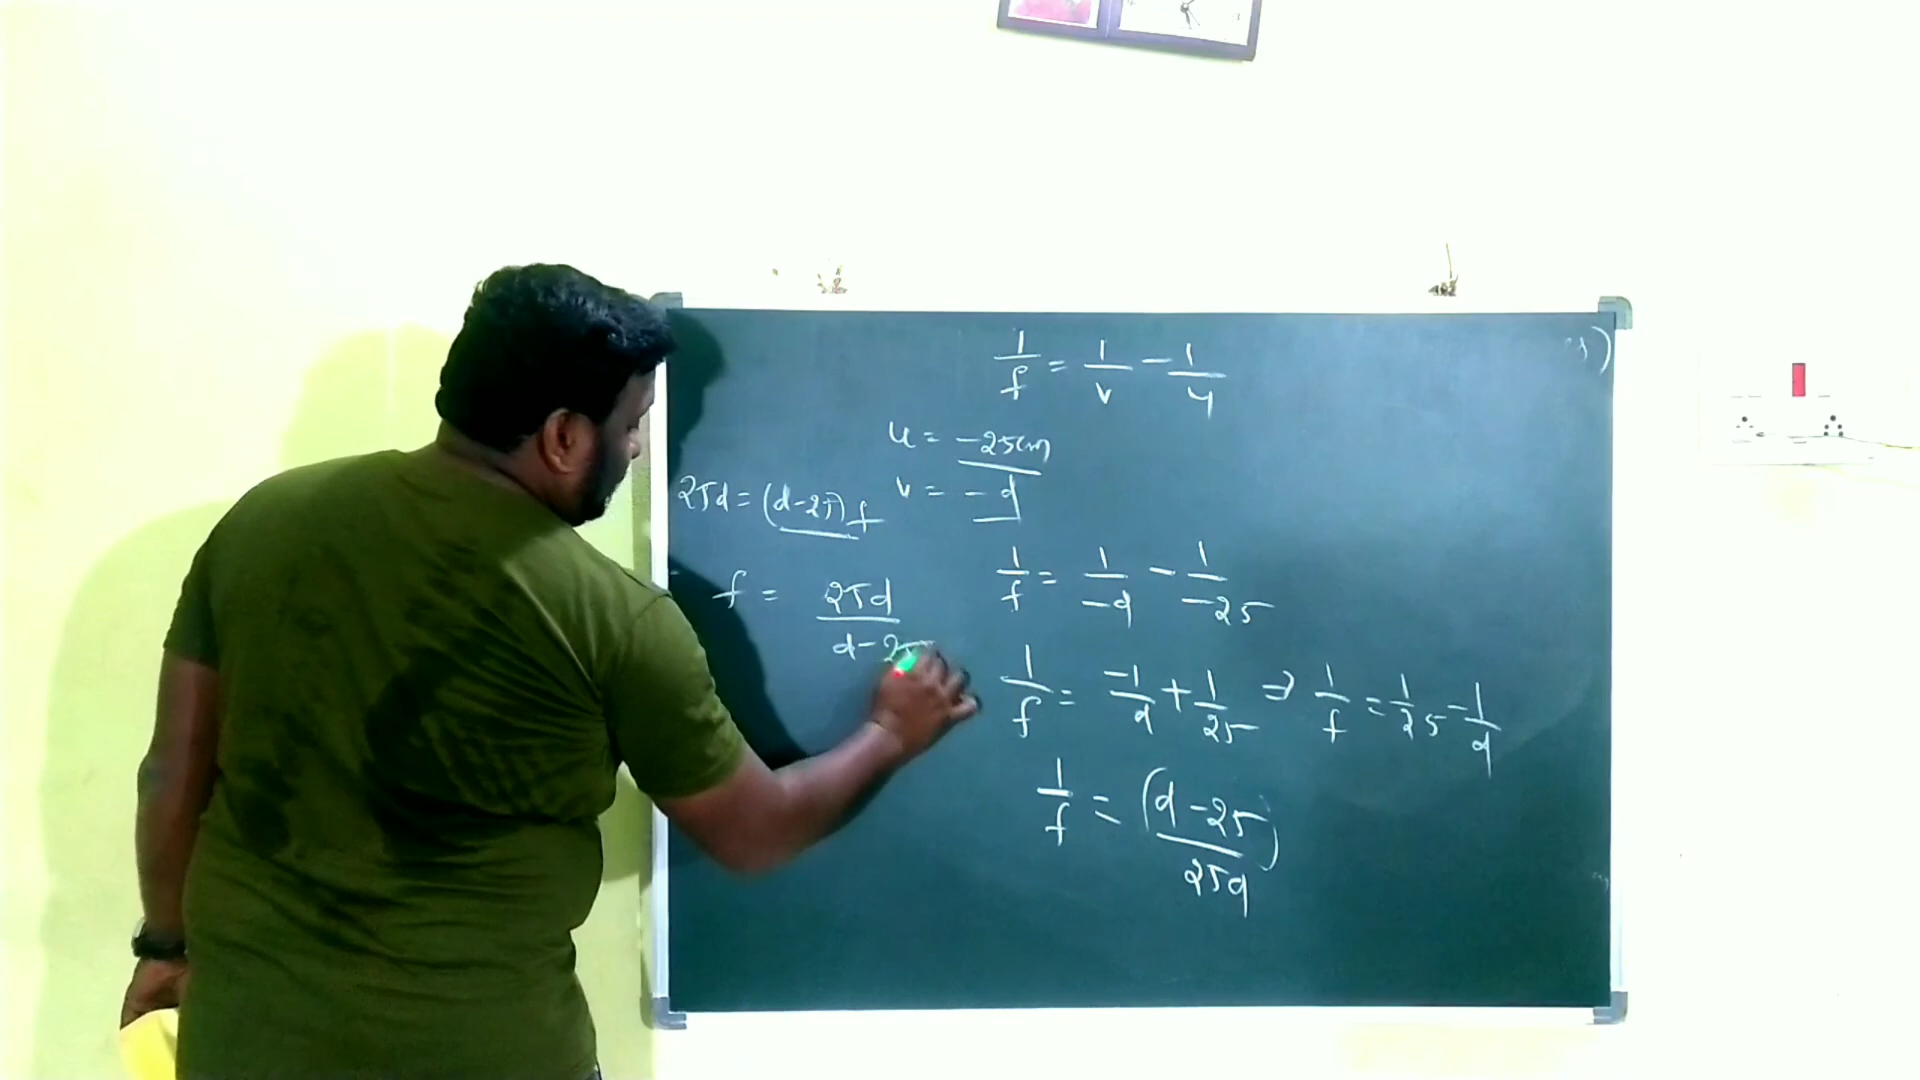 1/f = 1/v - 1/u
u = -25cm
v = -d
1/f = 1/-d - 1/-25
1/f = -1/d + 1/25 ⇒ 1/f = 1/25 - 1/d
1/f = (d-25/25d)
25d = (d-25)f
f = 25d/d-25